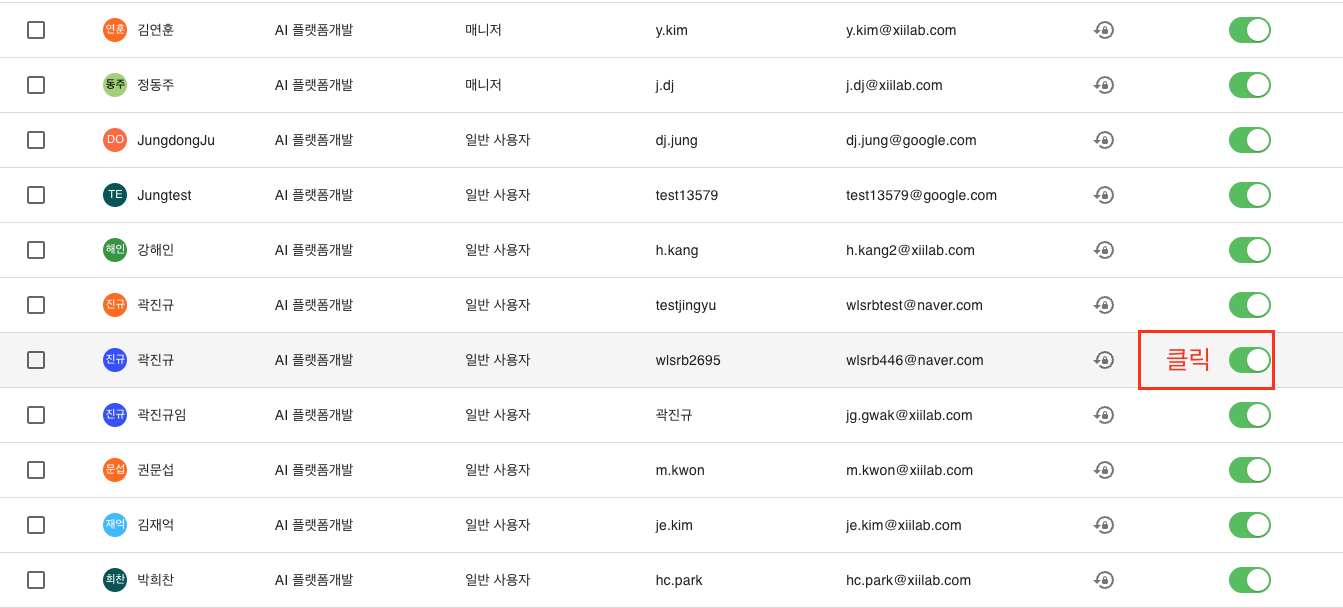 연훈 김연훈 AI 플랫폼개발 매니저 y.kim y.kim@xiilab.com
동주 정동주 AI 플랫폼개발 매니저 j.dj j.dj@xiilab.com
DO JungdongJu AI 플랫폼개발 일반 사용자 dj.jung dj.jung@google.com
TE Jungtest AI 플랫폼개발 일반 사용자 test13579 test13579@google.com
해인 강해인 AI 플랫폼개발 일반 사용자 h.kang h.kang2@xiilab.com
진규 곽진규 AI 플랫폼개발 일반 사용자 testjingyu wlsrbtest@naver.com
진규 곽진규 AI 플랫폼개발 일반 사용자 wlsrb2695 wlsrb446@naver.com 클릭
진규 곽진규임 AI 플랫폼개발 일반 사용자 곽진규 jg.gwak@xiilab.com
문섭 권문섭 AI 플랫폼개발 일반 사용자 m.kwon m.kwon@xiilab.com
재억 김재억 AI 플랫폼개발 일반 사용자 je.kim je.kim@xiilab.com
희찬 박희찬 AI 플랫폼개발 일반 사용자 hc.park hc.park@xiilab.com